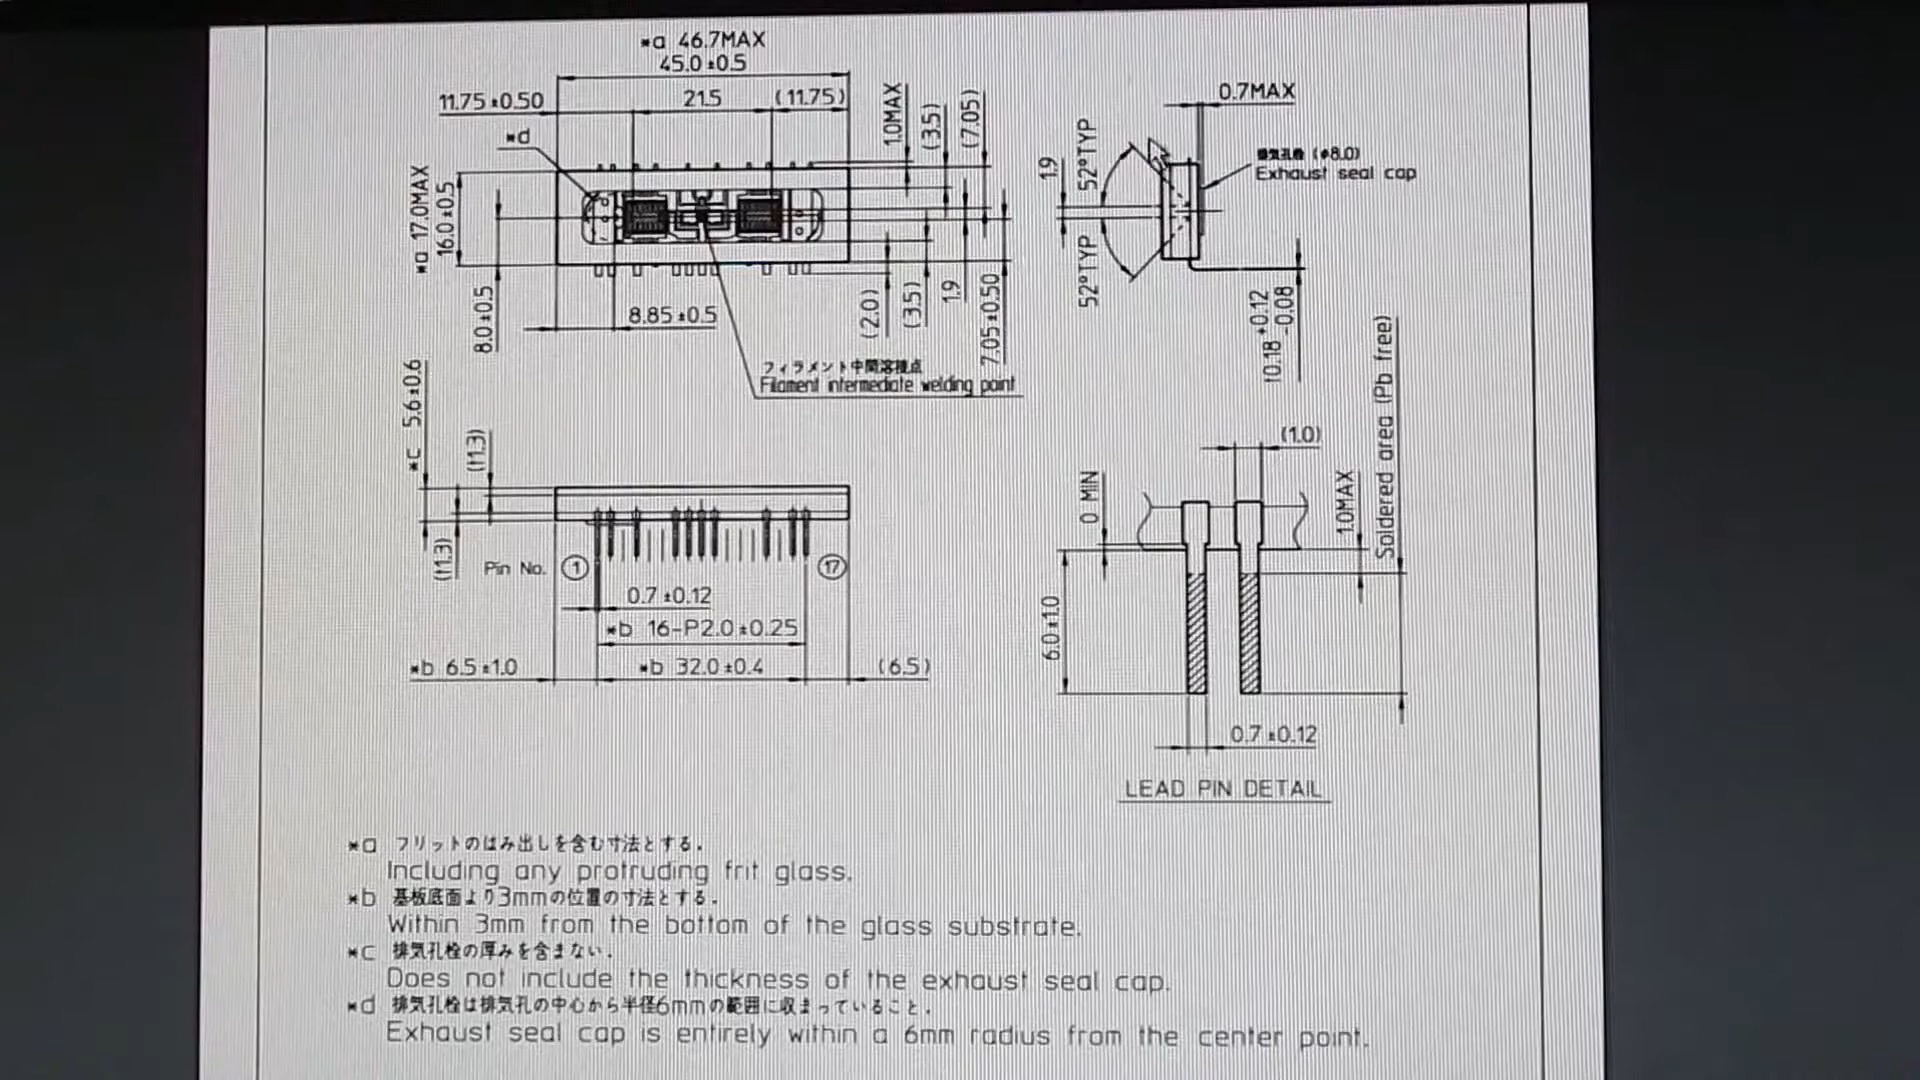 *a 46.7MAX
45.0 ±0.5
11.75 ±0.50
21.5
(11.75)
*d
1.0MAX
(3.5)
(7.05)
*a 17.0MAX
16.0 ±0.5
8.0 ±0.5
8.85 ±0.5
(2.0)
(3.5)
1.9
7.05 ±0.50
フィラメント中間溶接点
Filament intermediate welding point
0.7MAX
1.9
52°TYP
52°TYP
排気孔栓 (φ8.0)
Exhaust seal cap
t0.18 +0.12
-0.08
*c 5.6 ±0.6
(t1.3)
(t1.3)
Pin No.
1
17
0.7 ±0.12
*b 16-P2.0 ±0.25
*b 6.5 ±1.0
*b 32.0 ±0.4
(6.5)
(1.0)
0 MIN
1.0MAX
Soldered area (Pb free)
6.0 ±1.0
0.7 ±0.12
LEAD PIN DETAIL
*a フリットのはみ出しを含む寸法とする.
Including any protruding frit glass.
*b 基板底面より3mmの位置の寸法とする.
Within 3mm from the bottom of the glass substrate.
*c 排気孔栓の厚みを含まない.
Does not include the thickness of the exhaust seal cap.
*d 排気孔栓は排気孔の中心から半径6mmの範囲に収まっていること.
Exhaust seal cap is entirely within a 6mm radius from the center point.